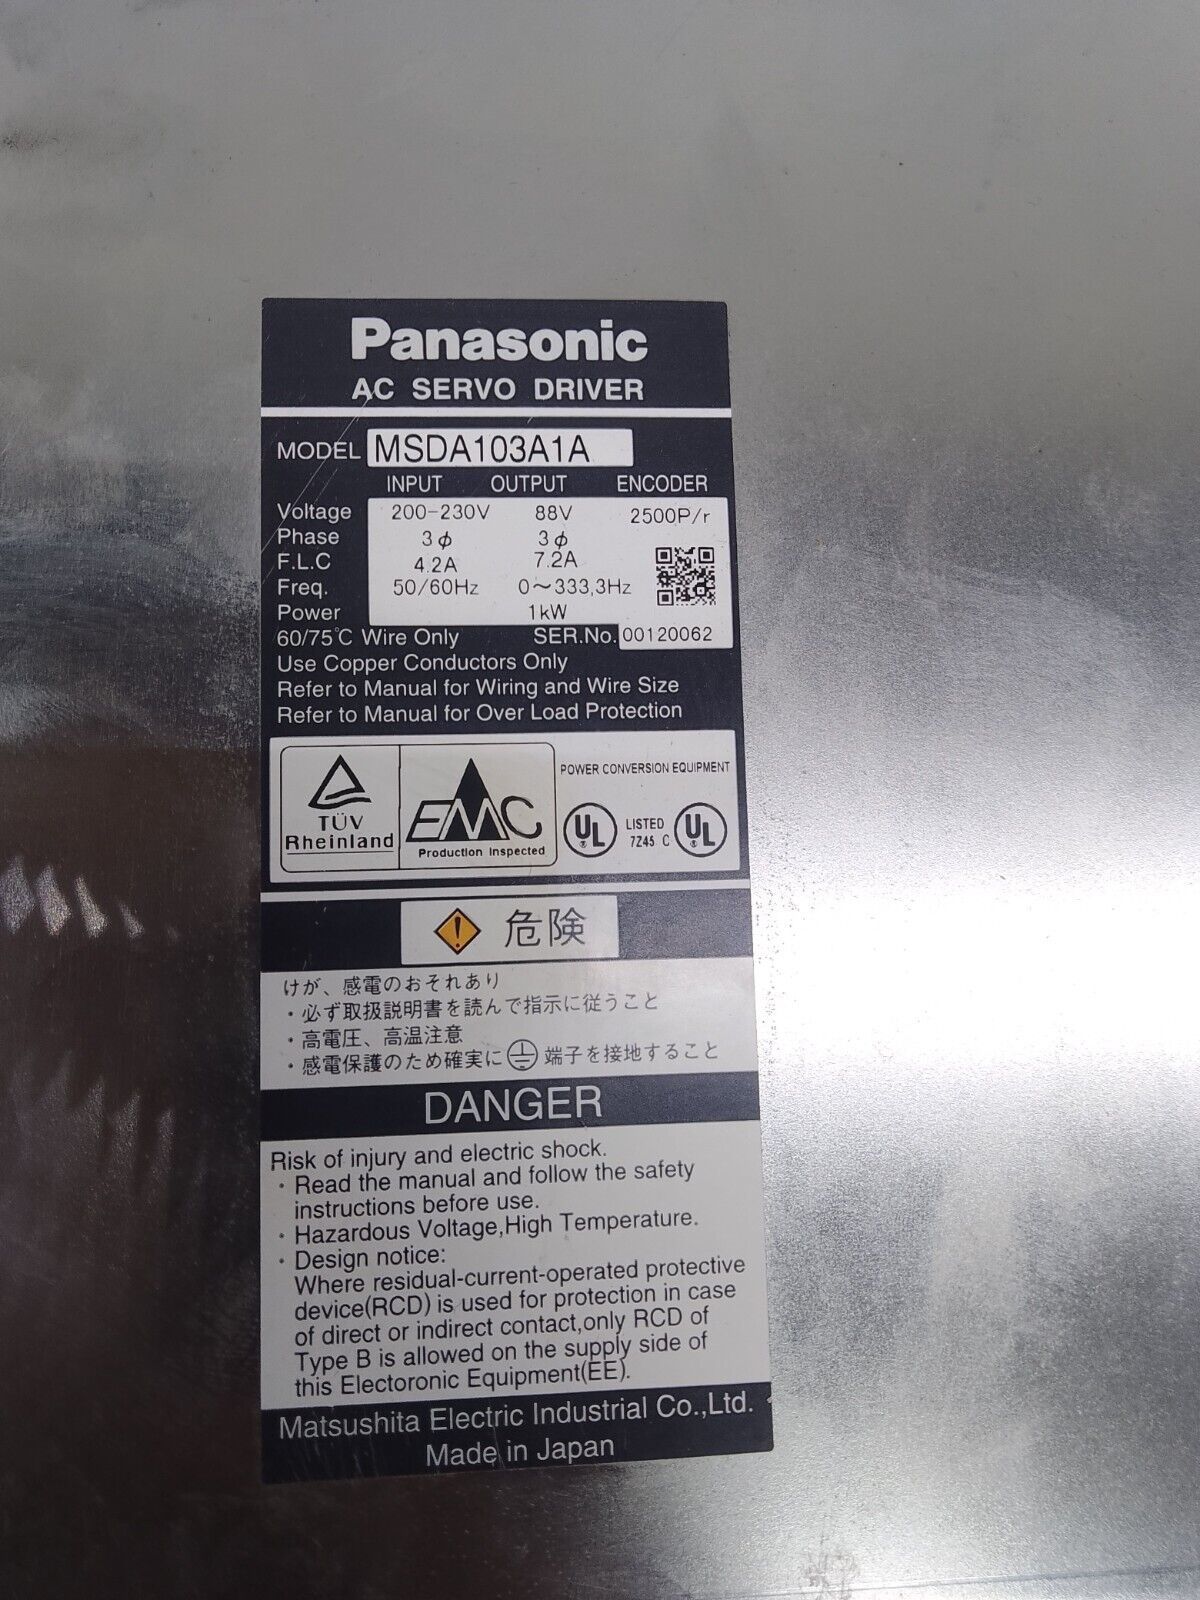 Panasonic
AC SERVO DRIVER
MODEL MSDA103A1A
INPUT OUTPUT ENCODER
Voltage 200-230V 88V 2500P/r
Phase 3ϕ 3ϕ
F.L.C 4.2A 7.2A
Freq. 50/60Hz 0〜333,3Hz
Power 1kW
60/75℃ Wire Only SER.No. 00120062
Use Copper Conductors Only
Refer to Manual for Wiring and Wire Size
Refer to Manual for Over Load Protection
TÜV
Rheinland
EMC
Production Inspected
POWER CONVERSION EQUIPMENT
UL ® LISTED 7Z45 C UL ®
危険
けが、感電のおそれあり
・必ず取扱説明書を読んで指示に従うこと
・高電圧、高温注意
・感電保護のため確実に⏚端子を接地すること
DANGER
Risk of injury and electric shock.
・Read the manual and follow the safety
instructions before use.
・Hazardous Voltage,High Temperature.
・Design notice:
Where residual-current-operated protective
device(RCD) is used for protection in case
of direct or indirect contact,only RCD of
Type B is allowed on the supply side of
this Electoronic Equipment(EE).
Matsushita Electric Industrial Co.,Ltd.
Made in Japan